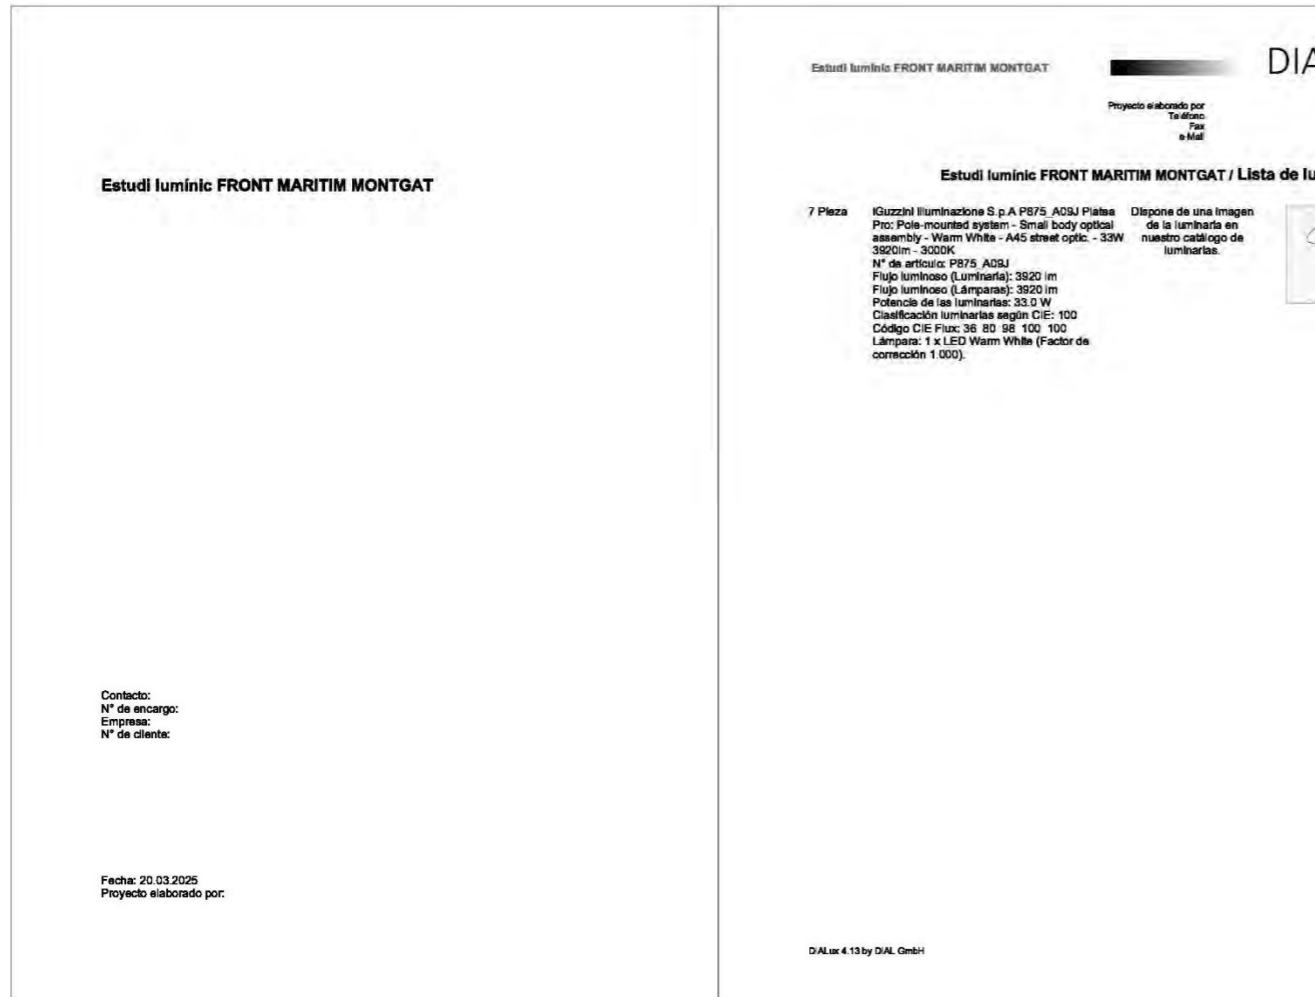 Estudi lumínic FRONT MARITIM MONTGAT
Contacto:
N° de encargo:
Empresa:
N° de cliente:
Fecha: 20.03.2025
Proyecto elaborado por:
Estudi lumínic FRONT MARITIM MONTGAT
DIA
Proyecto elaborado por
Teléfono
Fax
e-Mail
Estudi lumínic FRONT MARITIM MONTGAT / Lista de lu
7 Pieza
iGuzzini illuminazione S.p.A P875_A09J Platea
Pro: Pole-mounted system - Small body optical
assembly - Warm White - A45 street optic. - 33W
3920lm - 3000K
N° de artículo: P875_A09J
Flujo luminoso (Luminaria): 3920 lm
Flujo luminoso (Lámparas): 3920 lm
Potencia de las luminarias: 33.0 W
Clasificación luminarias según CIE: 100
Código CIE Flux: 36 80 98 100 100
Lámpara: 1 x LED Warm White (Factor de
corrección 1.000).
Dispone de una imagen
de la luminaria en
nuestro catálogo de
luminarias.
DIALux 4.13 by DIAL GmbH